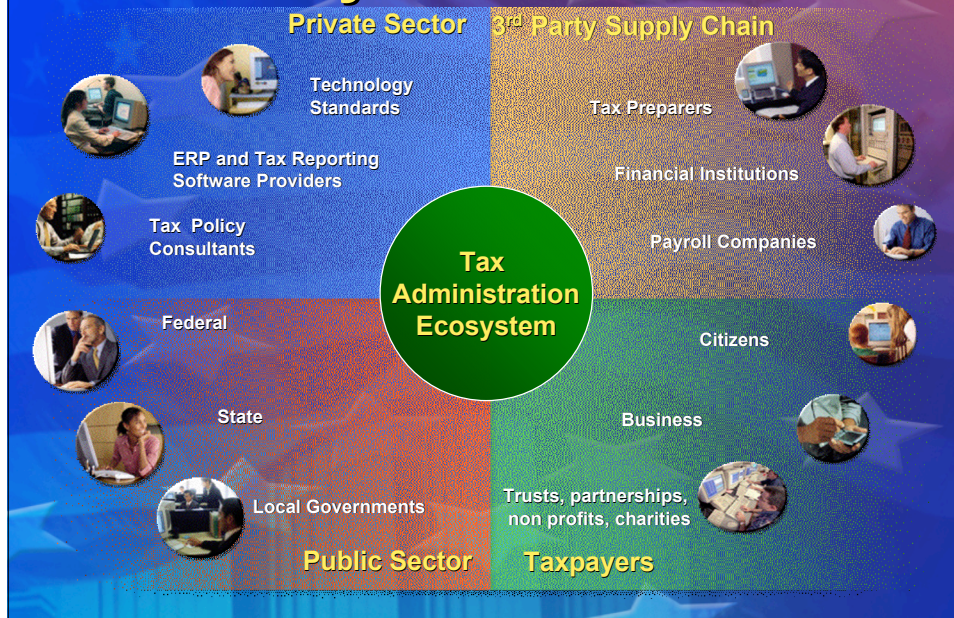 Private Sector
3rd Party Supply Chain
Technology
Standards
ERP and Tax Reporting
Software Providers
Tax Policy
Consultants
Tax Preparers
Financial Institutions
Payroll Companies
Tax
Administration
Ecosystem
Federal
State
Local Governments
Public Sector
Citizens
Business
Trusts, partnerships,
non profits, charities
Taxpayers